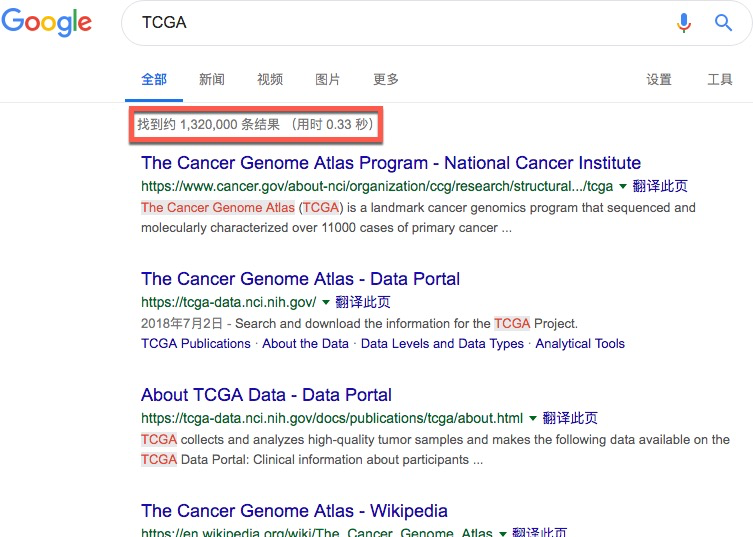 Google
TCGA
全部 新闻 视频 图片 更多 设置 工具
找到约 1,320,000 条结果 （用时 0.33 秒）
The Cancer Genome Atlas Program - National Cancer Institute
https://www.cancer.gov/about-nci/organization/ccg/research/structural.../tcga 翻译此页
The Cancer Genome Atlas (TCGA) is a landmark cancer genomics program that sequenced and
molecularly characterized over 11000 cases of primary cancer ...
The Cancer Genome Atlas - Data Portal
https://tcga-data.nci.nih.gov/ 翻译此页
2018年7月2日 - Search and download the information for the TCGA Project.
TCGA Publications · About the Data · Data Levels and Data Types · Analytical Tools
About TCGA Data - Data Portal
https://tcga-data.nci.nih.gov/docs/publications/tcga/about.html 翻译此页
TCGA collects and analyzes high-quality tumor samples and makes the following data available on the
TCGA Data Portal: Clinical information about participants ...
The Cancer Genome Atlas - Wikipedia
https://en.wikipedia.org/wiki/The_Cancer_Genome_Atlas 翻译此页